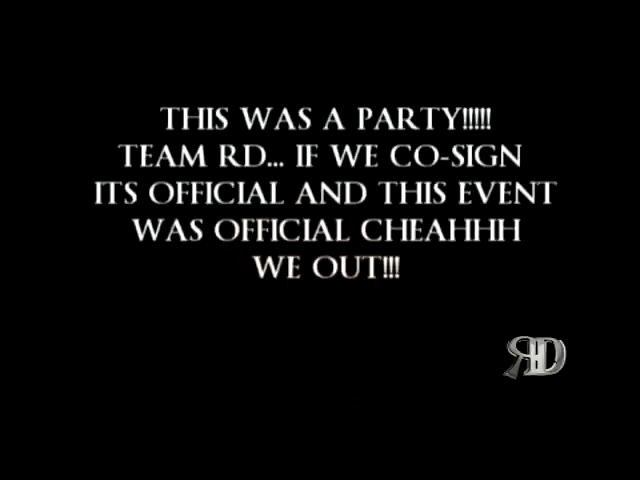 THIS WAS A PARTY!!!!!
TEAM RD... IF WE CO-SIGN
ITS OFFICIAL AND THIS EVENT
WAS OFFICIAL CHEAHHH
WE OUT!!!
RD